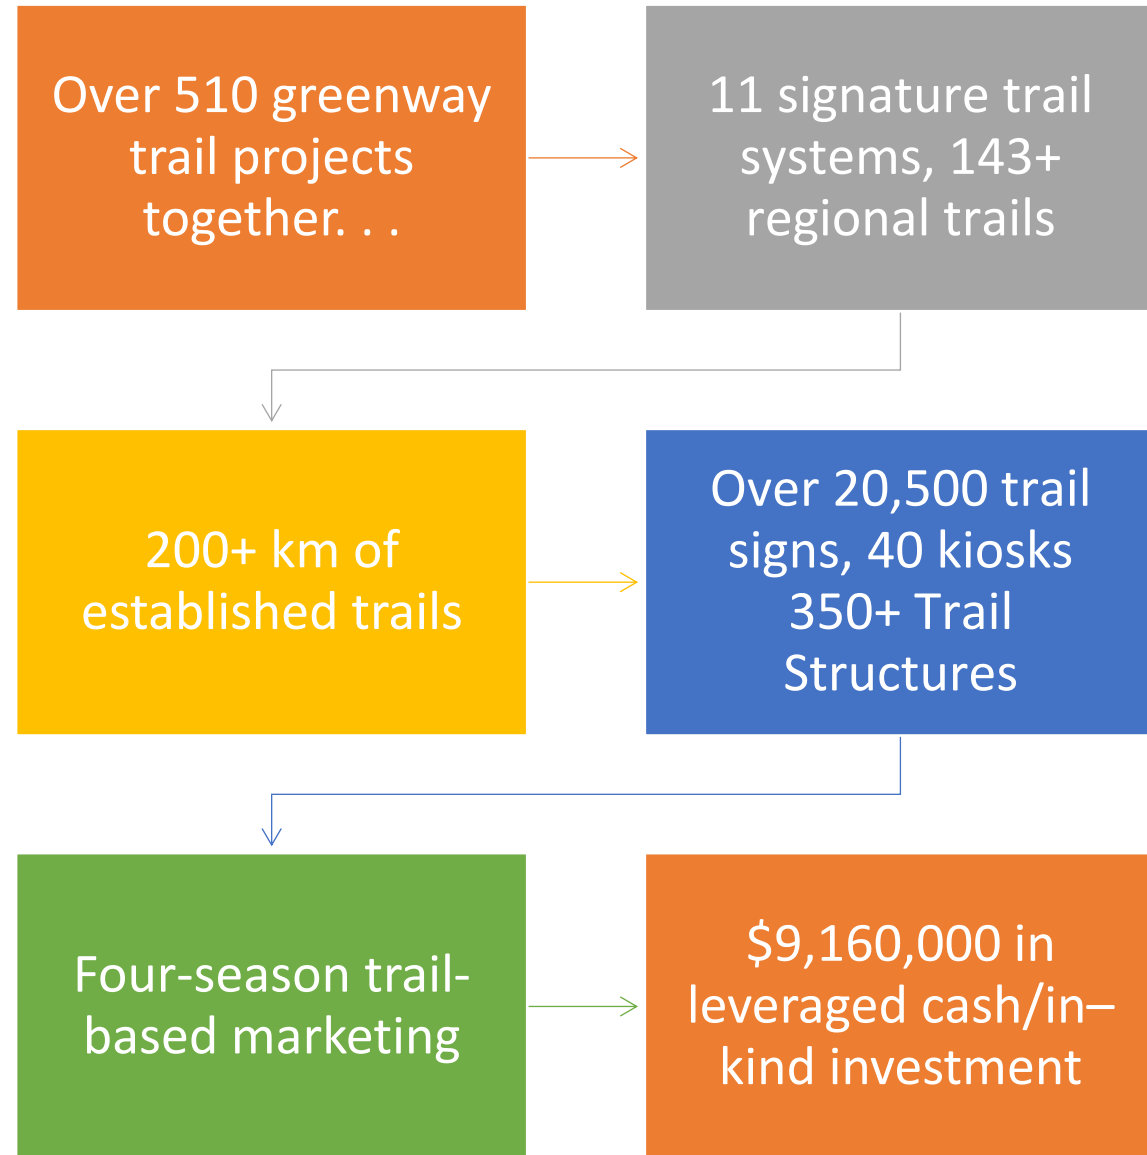 Over 510 greenway
trail projects
together. . .
11 signature trail
systems, 143+
regional trails
200+ km of
established trails
Over 20,500 trail
signs, 40 kiosks
350+ Trail
Structures
Four-season trail-
based marketing
$9,160,000 in
leveraged cash/in–
kind investment